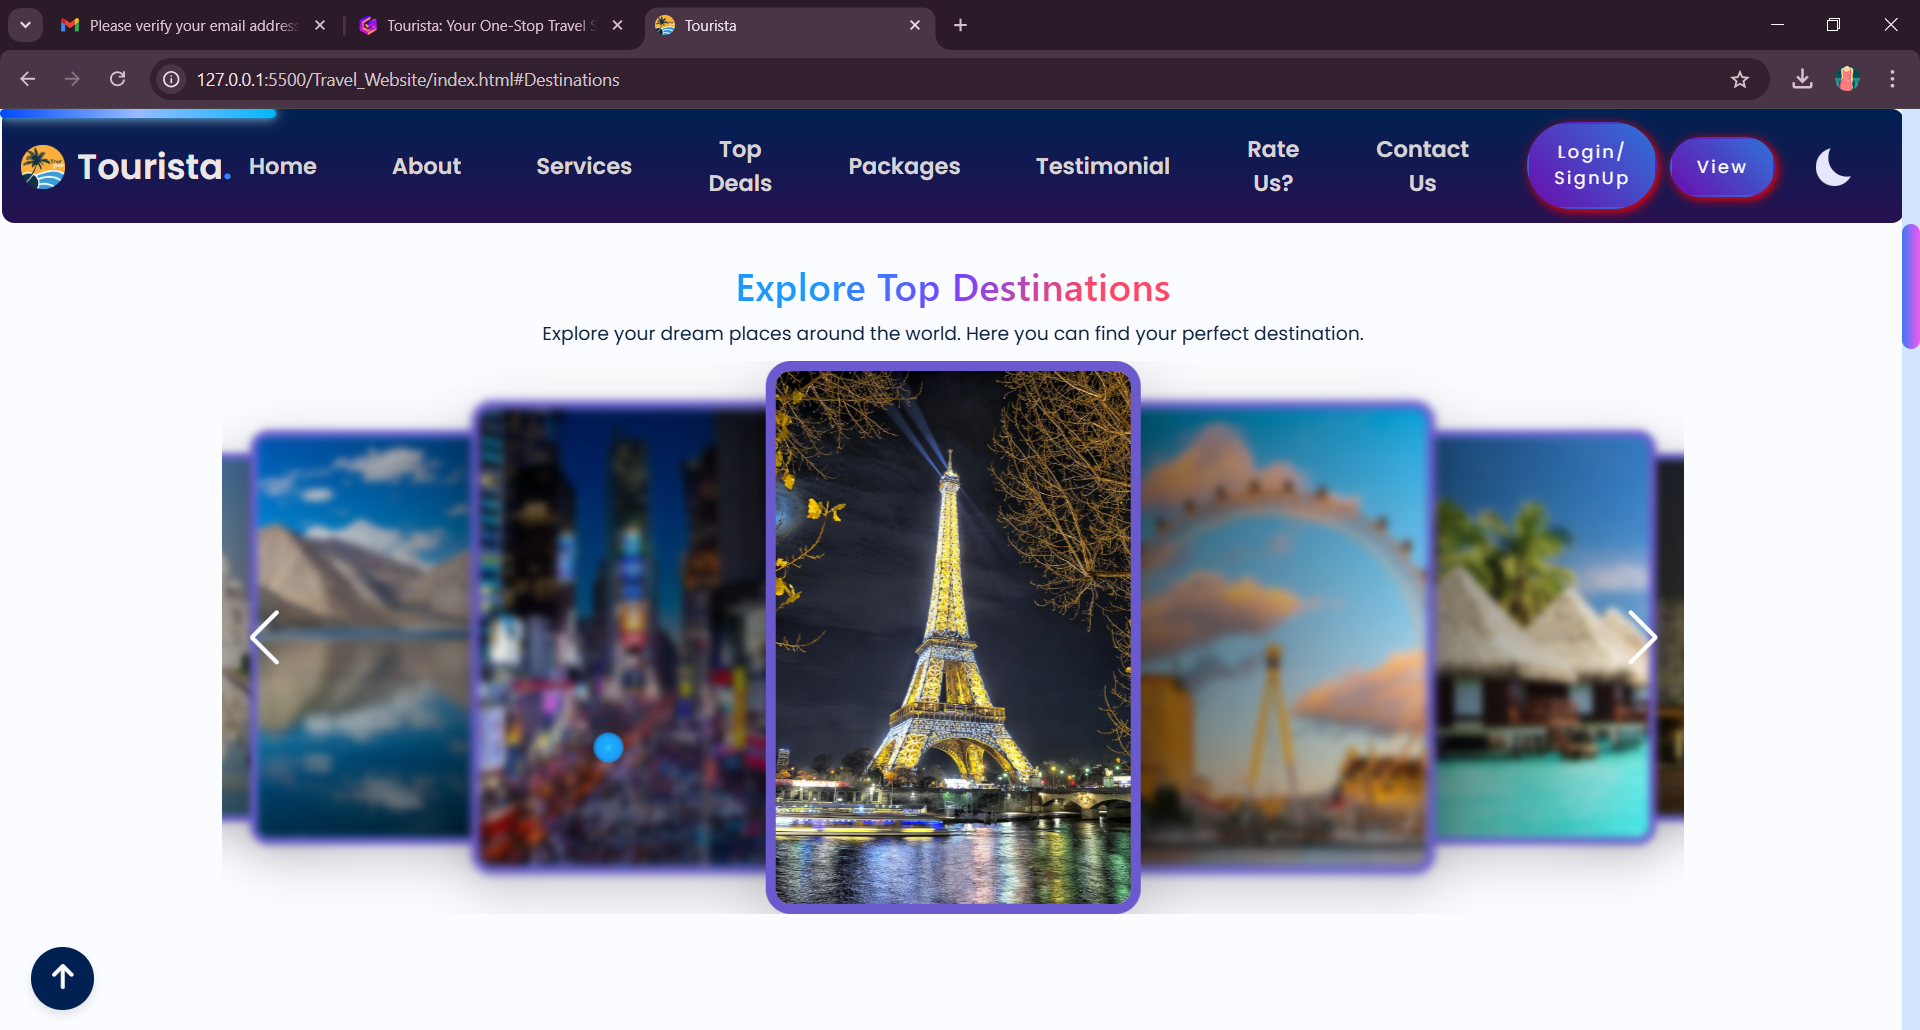 Please verify your email address
Tourista: Your One-Stop Travel S
Tourista
127.0.0.1:5500/Travel_Website/index.html#Destinations
Tourista.
Home
About
Services
Top
Deals
Packages
Testimonial
Rate
Us?
Contact
Us
Login/
SignUp
View
Explore Top Destinations
Explore your dream places around the world. Here you can find your perfect destination.